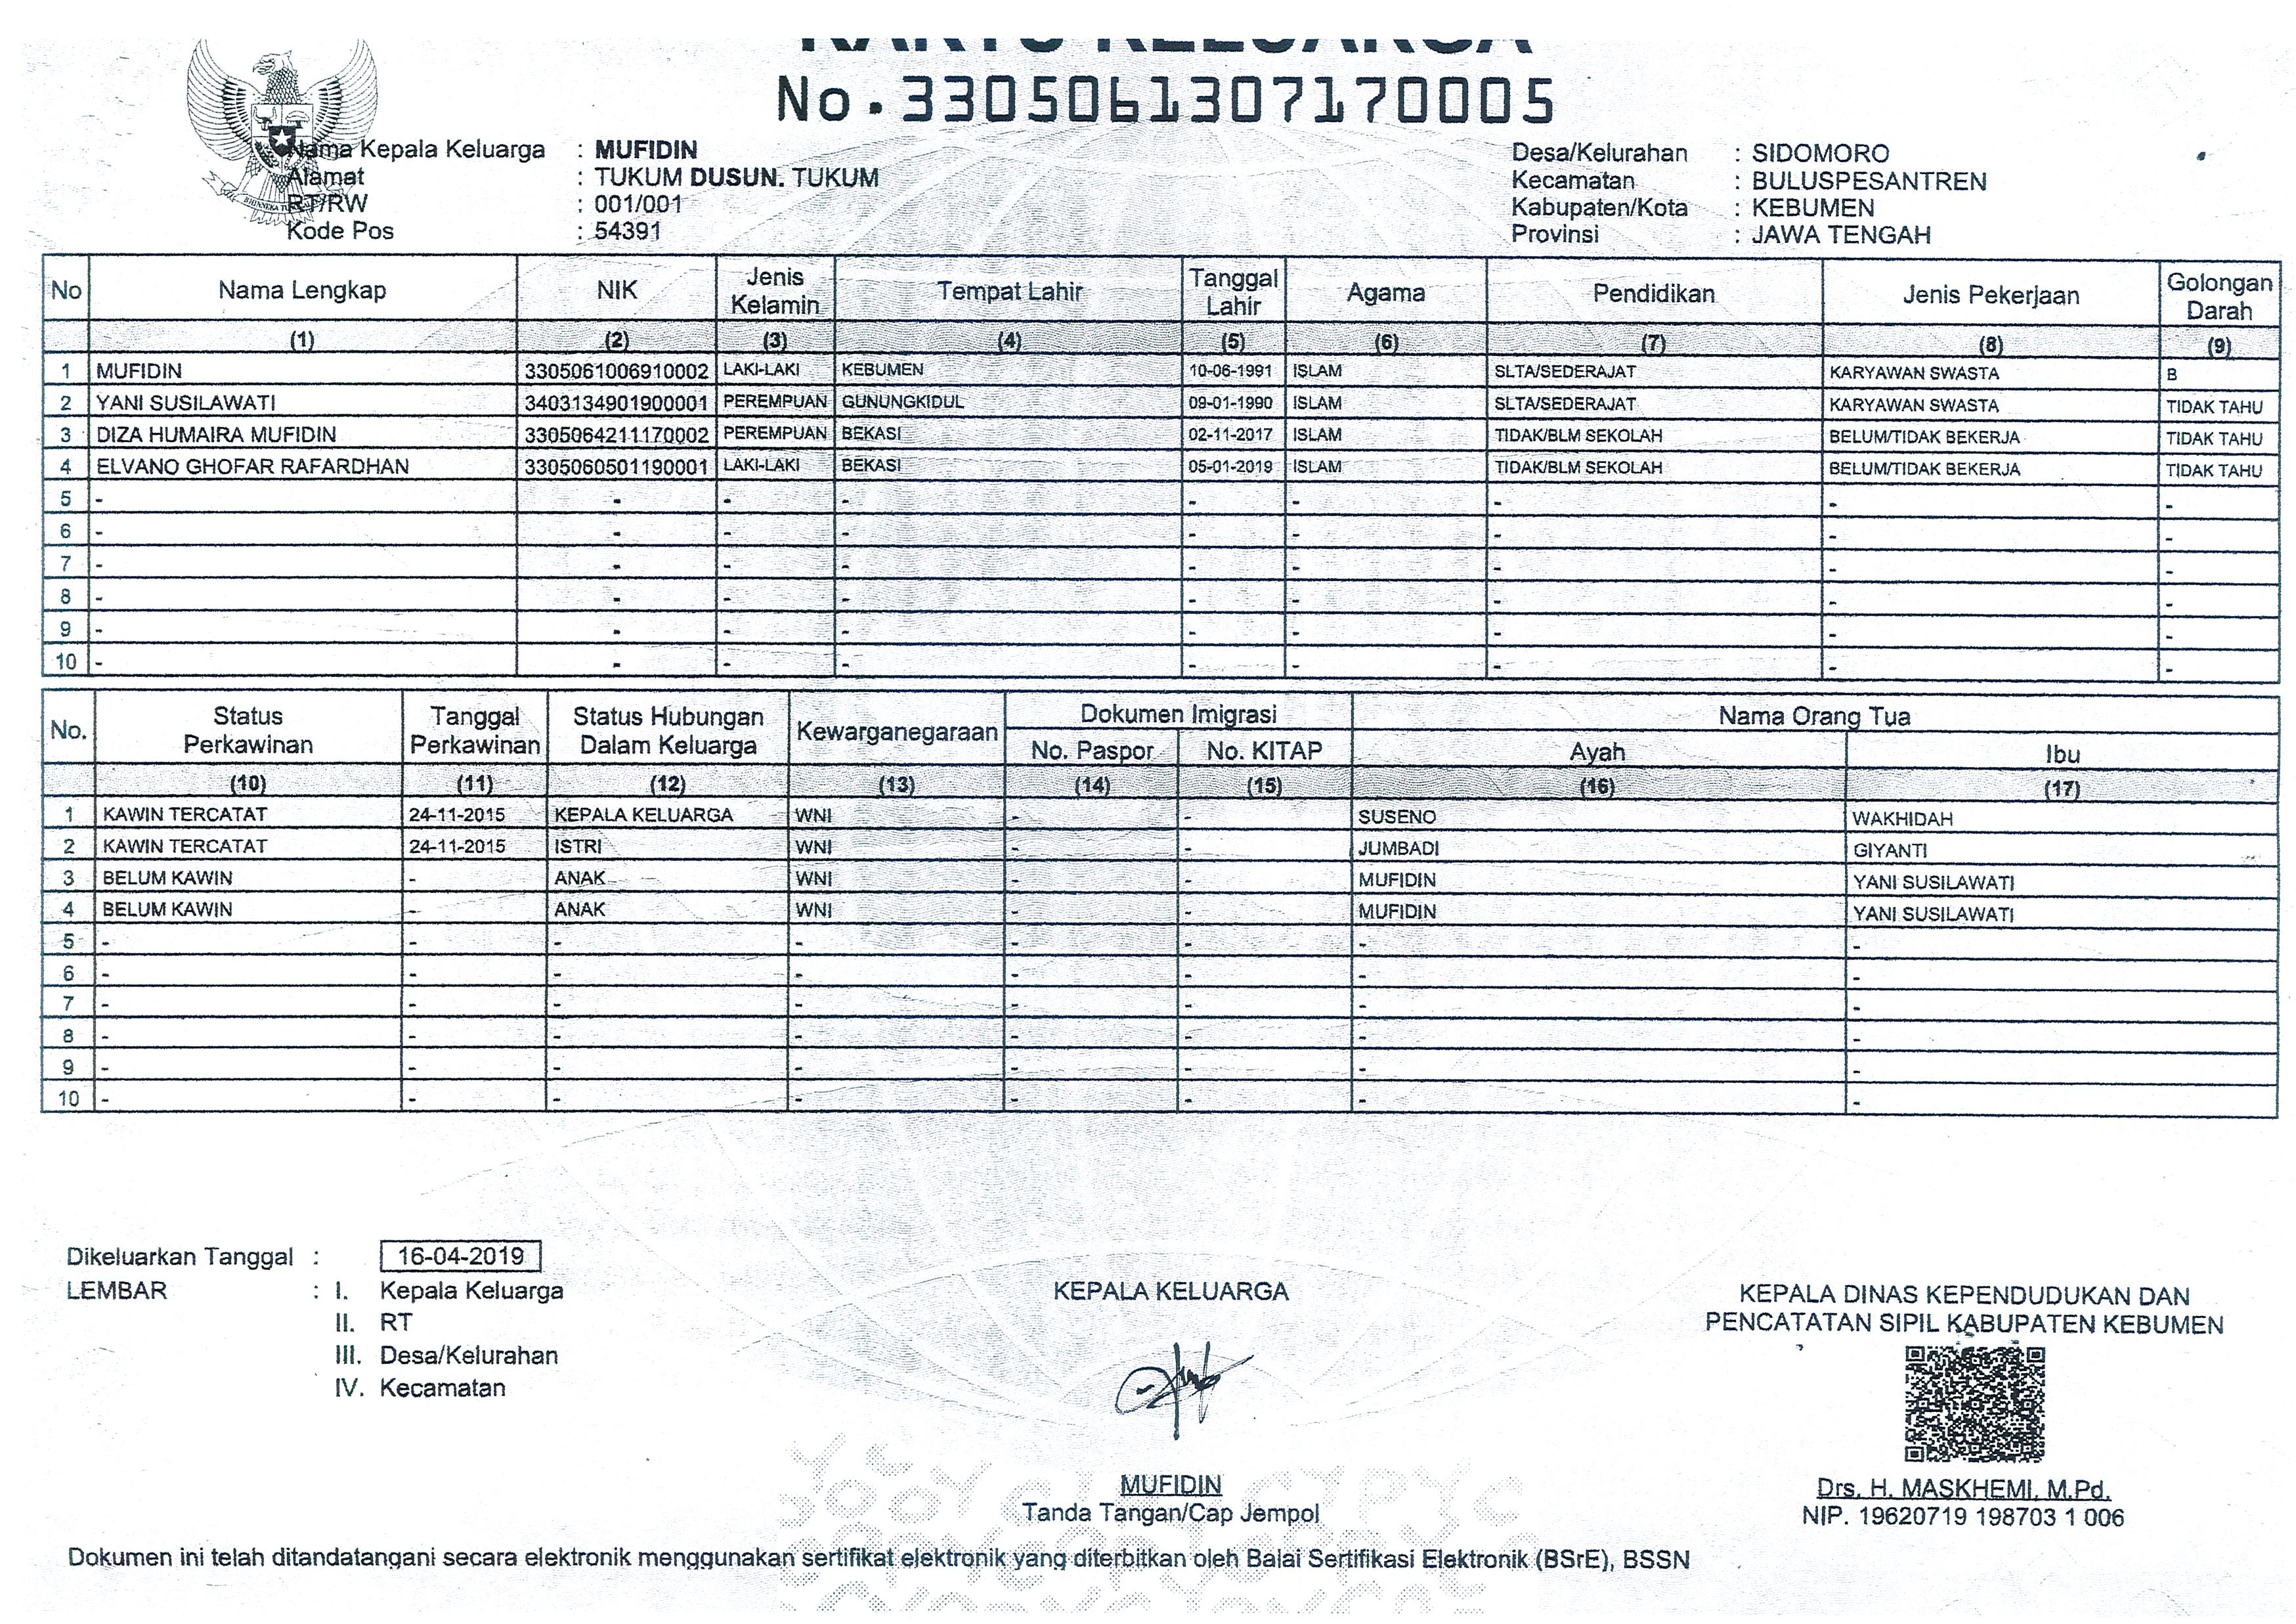 KARTU KELUARGA
No.3305061307170005
Nama Kepala Keluarga : MUFIDIN
Alamat : TUKUM DUSUN. TUKUM
RT/RW : 001/001
Kode Pos : 54391
Desa/Kelurahan : SIDOMORO
Kecamatan : BULUSPESANTREN
Kabupaten/Kota : KEBUMEN
Provinsi : JAWA TENGAH
No Nama Lengkap NIK Jenis Kelamin Tempat Lahir Tanggal Lahir Agama Pendidikan Jenis Pekerjaan Golongan Darah
(1) (2) (3) (4) (5) (6) (7) (8) (9)
1 MUFIDIN 3305061006910002 LAKI-LAKI KEBUMEN 10-06-1991 ISLAM SLTA/SEDERAJAT KARYAWAN SWASTA B
2 YANI SUSILAWATI 3403134901900001 PEREMPUAN GUNUNGKIDUL 09-01-1990 ISLAM SLTA/SEDERAJAT KARYAWAN SWASTA TIDAK TAHU
3 DIZA HUMAIRA MUFIDIN 3305064211170002 PEREMPUAN BEKASI 02-11-2017 ISLAM TIDAK/BLM SEKOLAH BELUM/TIDAK BEKERJA TIDAK TAHU
4 ELVANO GHOFAR RAFARDHAN 3305060501190001 LAKI-LAKI BEKASI 05-01-2019 ISLAM TIDAK/BLM SEKOLAH BELUM/TIDAK BEKERJA TIDAK TAHU
5 - - - - - - - - -
6 - - - - - - - - -
7 - - - - - - - - -
8 - - - - - - - - -
9 - - - - - - - - -
10 - - - - - - - - -
No. Status Perkawinan Tanggal Perkawinan Status Hubungan Dalam Keluarga Kewarganegaraan Dokumen Imigrasi Nama Orang Tua
No. Paspor No. KITAP Ayah Ibu
(10) (11) (12) (13) (14) (15) (16) (17)
1 KAWIN TERCATAT 24-11-2015 KEPALA KELUARGA WNI - - SUSENO WAKHIDAH
2 KAWIN TERCATAT 24-11-2015 ISTRI WNI - - JUMBADI GIYANTI
3 BELUM KAWIN - ANAK WNI - - MUFIDIN YANI SUSILAWATI
4 BELUM KAWIN - ANAK WNI - - MUFIDIN YANI SUSILAWATI
5 - - - - - - - -
6 - - - - - - - -
7 - - - - - - - -
8 - - - - - - - -
9 - - - - - - - -
10 - - - - - - - -
Dikeluarkan Tanggal : 16-04-2019
LEMBAR : I. Kepala Keluarga
II. RT
III. Desa/Kelurahan
IV. Kecamatan
KEPALA KELUARGA
MUFIDIN
Tanda Tangan/Cap Jempol
KEPALA DINAS KEPENDUDUKAN DAN
PENCATATAN SIPIL KABUPATEN KEBUMEN
Drs. H. MASKHEMI, M.Pd.
NIP. 19620719 198703 1 006
Dokumen ini telah ditandatangani secara elektronik menggunakan sertifikat elektronik yang diterbitkan oleh Balai Sertifikasi Elektronik (BSrE), BSSN